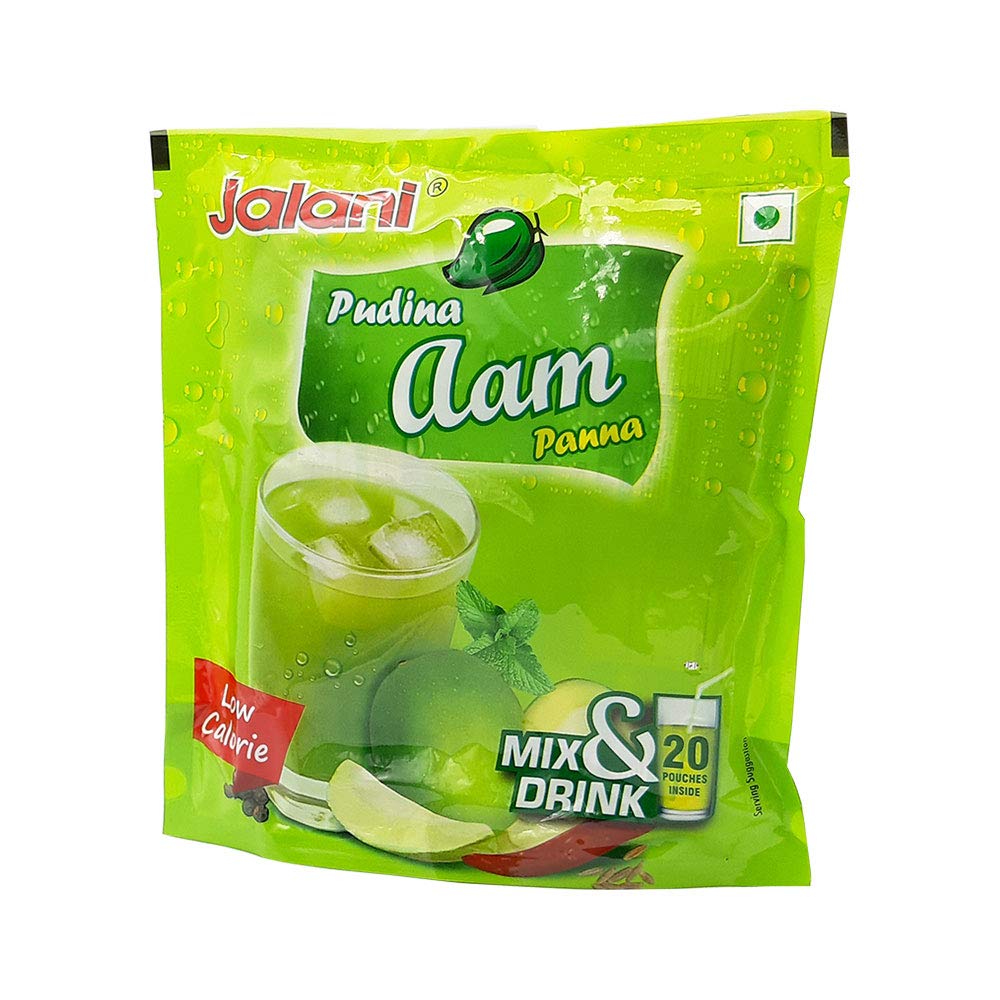 Jalani®
Pudina
Aam
Panna
Low
Calorie
MIX & DRINK
20
POUCHES
INSIDE
Serving Suggestion